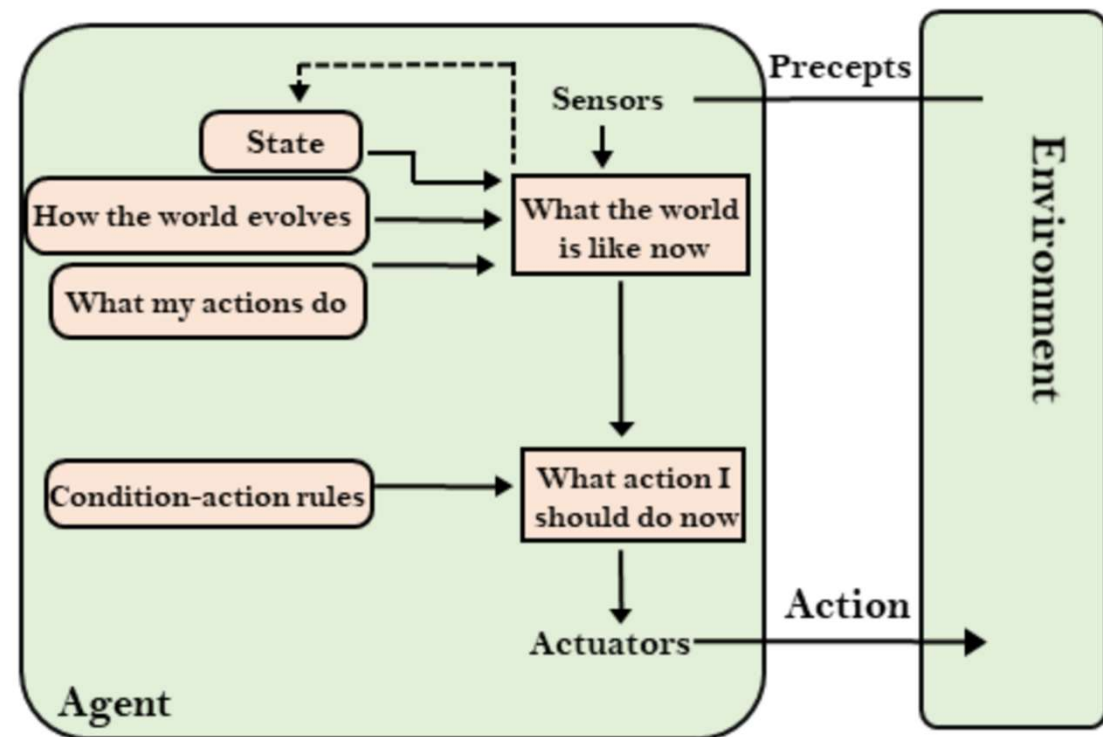 Precepts
Sensors
State
How the world evolves
What the world
is like now
What my actions do
Environment
Condition-action rules
What action I
should do now
Action
Actuators
Agent